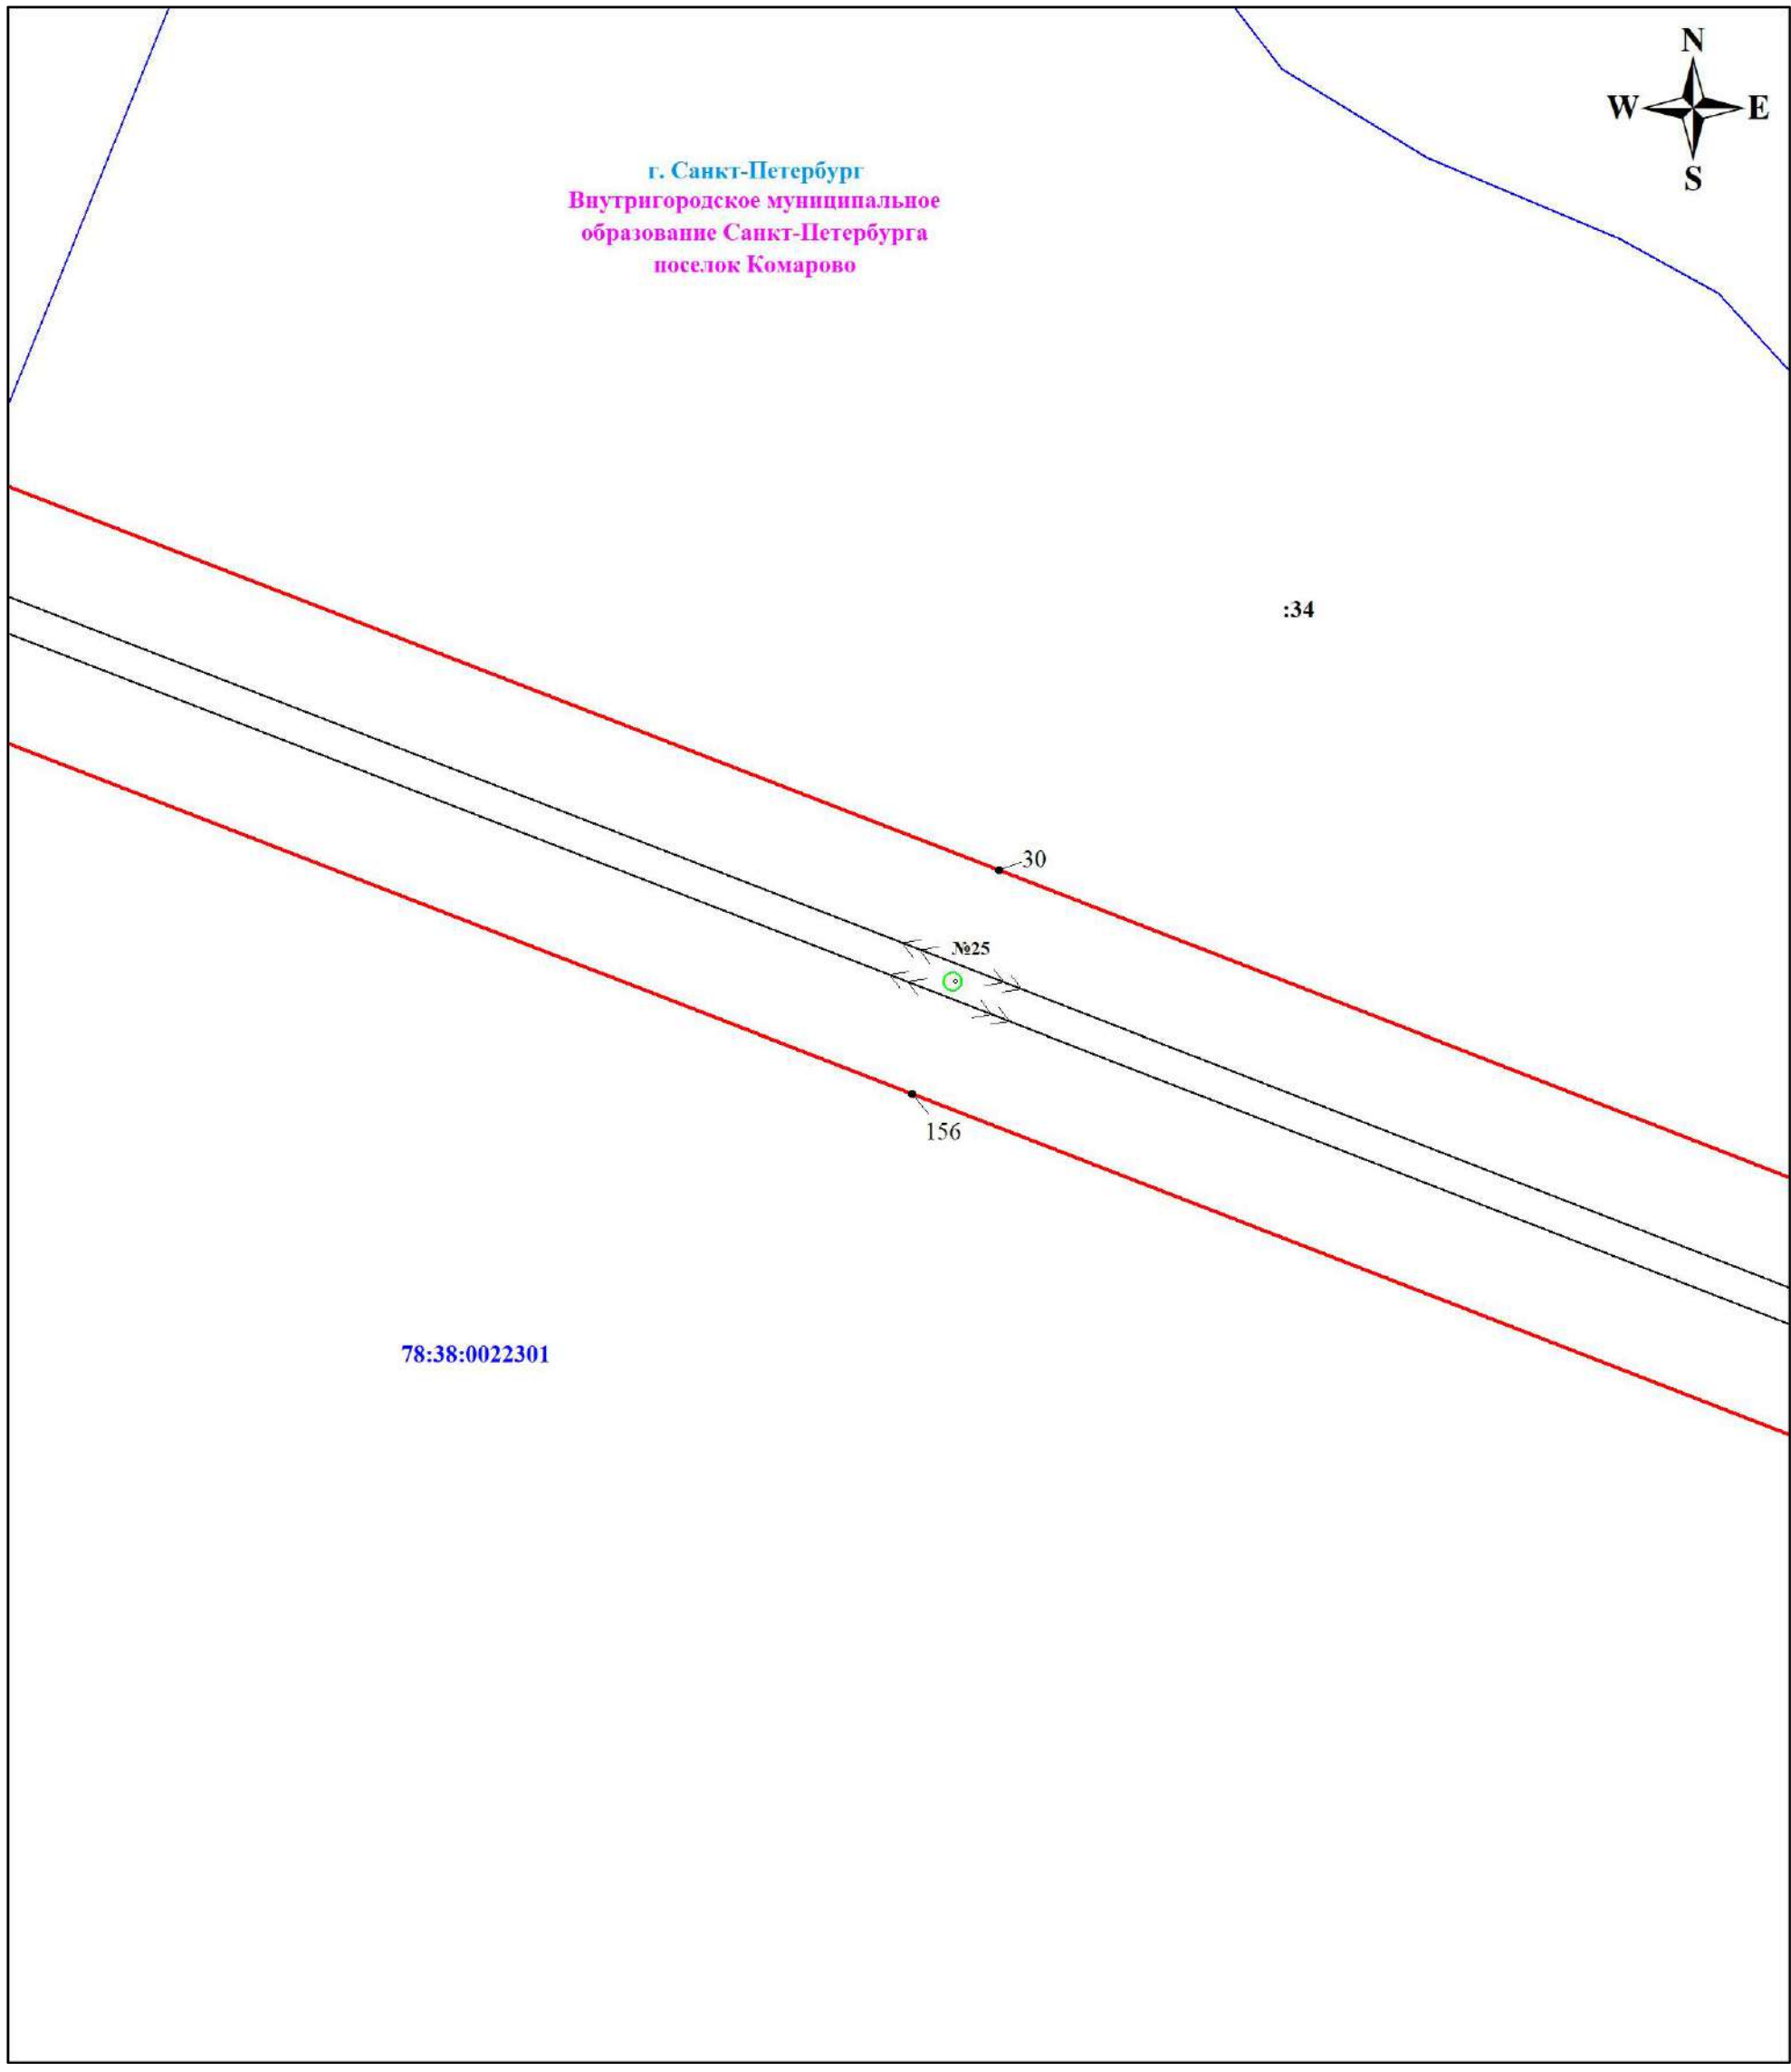 N
W E
S
г. Санкт-Петербург
Внутригородское муниципальное
образование Санкт-Петербурга
поселок Комарово
:34
30
№25
156
78:38:0022301